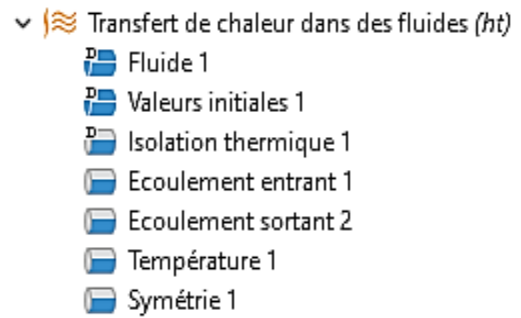 Transfert de chaleur dans des fluides (ht)
D Fluide 1
D Valeurs initiales 1
D Isolation thermique 1
Ecoulement entrant 1
Ecoulement sortant 2
Température 1
Symétrie 1